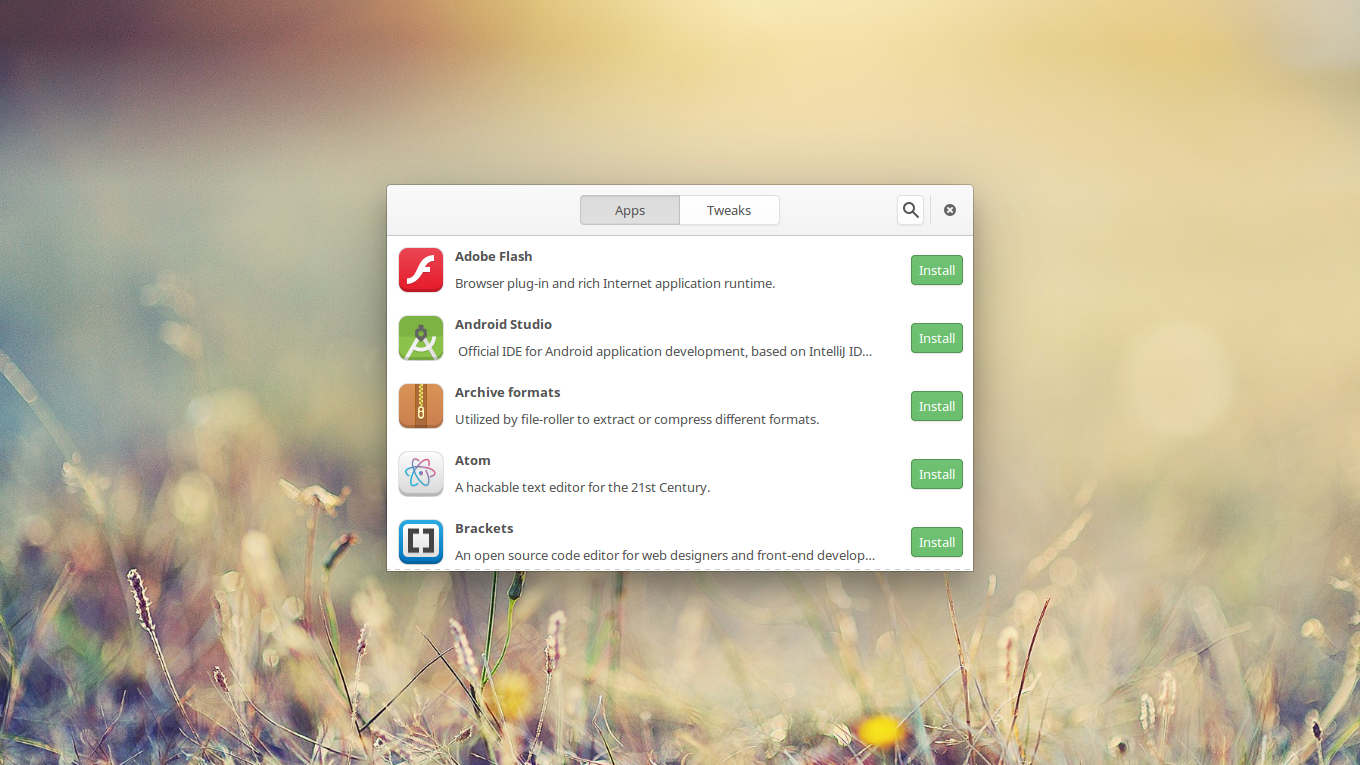 Apps Tweaks
Adobe Flash
Browser plug-in and rich Internet application runtime.
Install
Android Studio
Official IDE for Android application development, based on IntelliJ ID...
Install
Archive formats
Utilized by file-roller to extract or compress different formats.
Install
Atom
A hackable text editor for the 21st Century.
Install
Brackets
An open source code editor for web designers and front-end develop...
Install